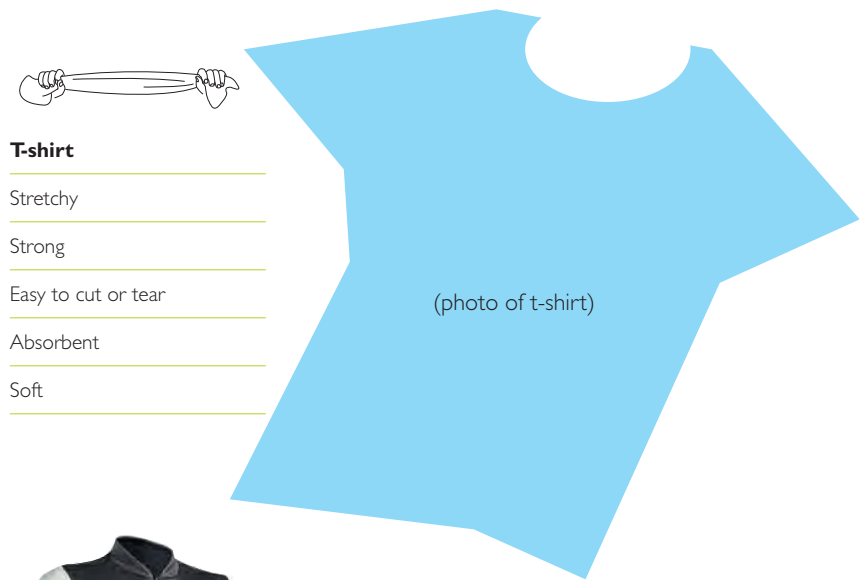 T-shirt
Stretchy
Strong
Easy to cut or tear
Absorbent
Soft
(photo of t-shirt)